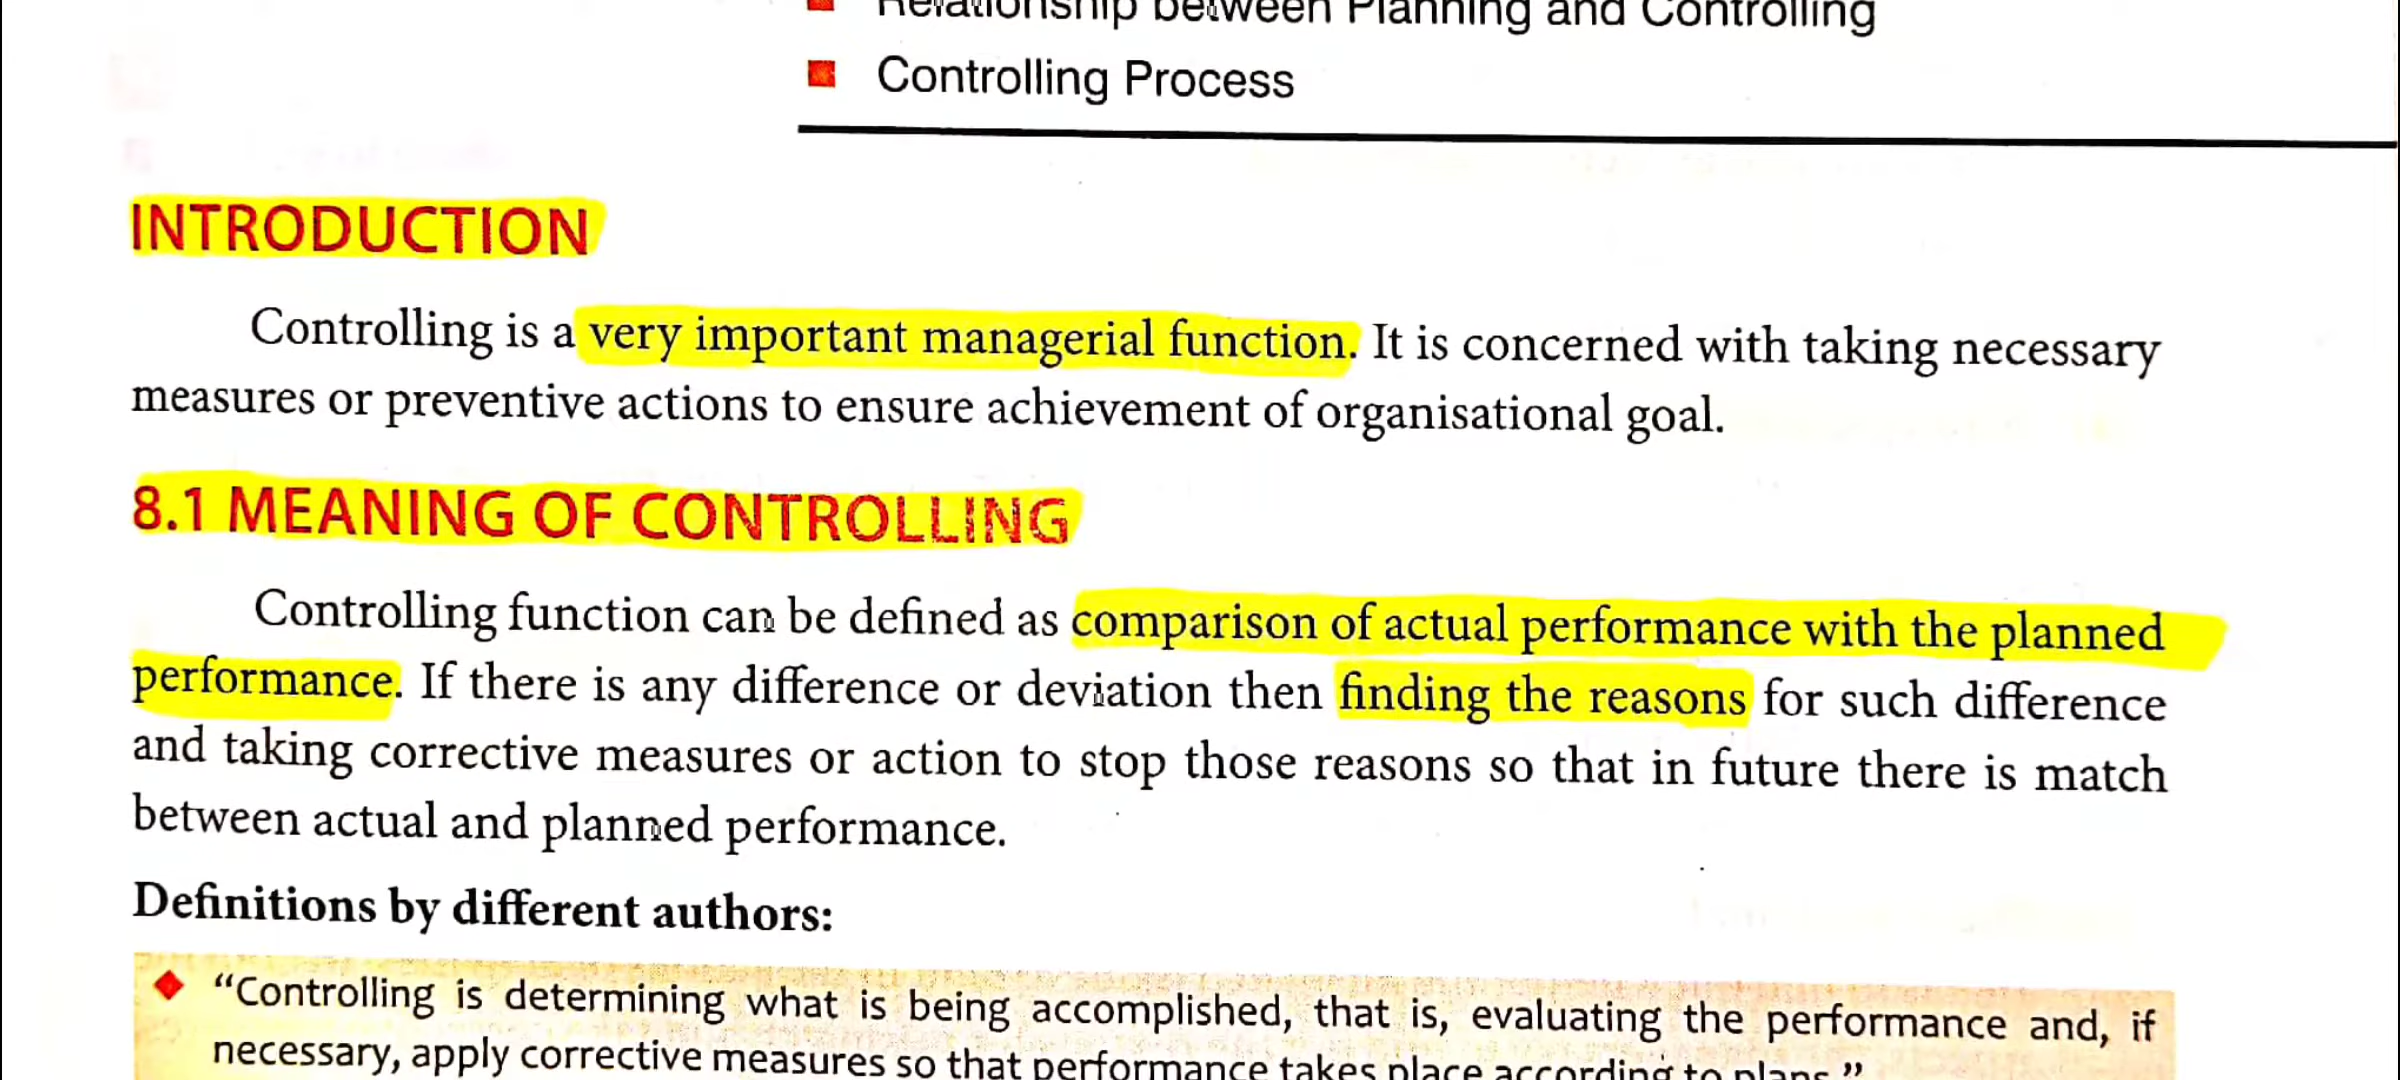 Relationship between Planning and Controlling
Controlling Process
INTRODUCTION
Controlling is a very important managerial function. It is concerned with taking necessary
measures or preventive actions to ensure achievement of organisational goal.
8.1 MEANING OF CONTROLLING
Controlling function can be defined as comparison of actual performance with the planned
performance. If there is any difference or deviation then finding the reasons for such difference
and taking corrective measures or action to stop those reasons so that in future there is match
between actual and planned performance.
Definitions by different authors:
“Controlling is determining what is being accomplished, that is, evaluating the performance and, if
necessary, apply corrective measures so that performance takes place according to plans.”